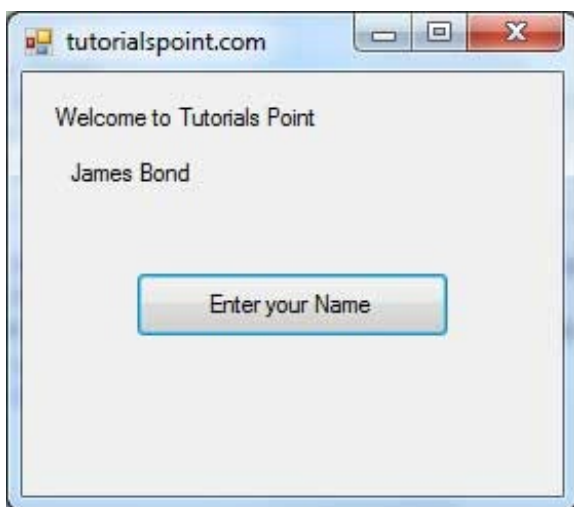 tutorialspoint.com
Welcome to Tutorials Point
James Bond
Enter your Name